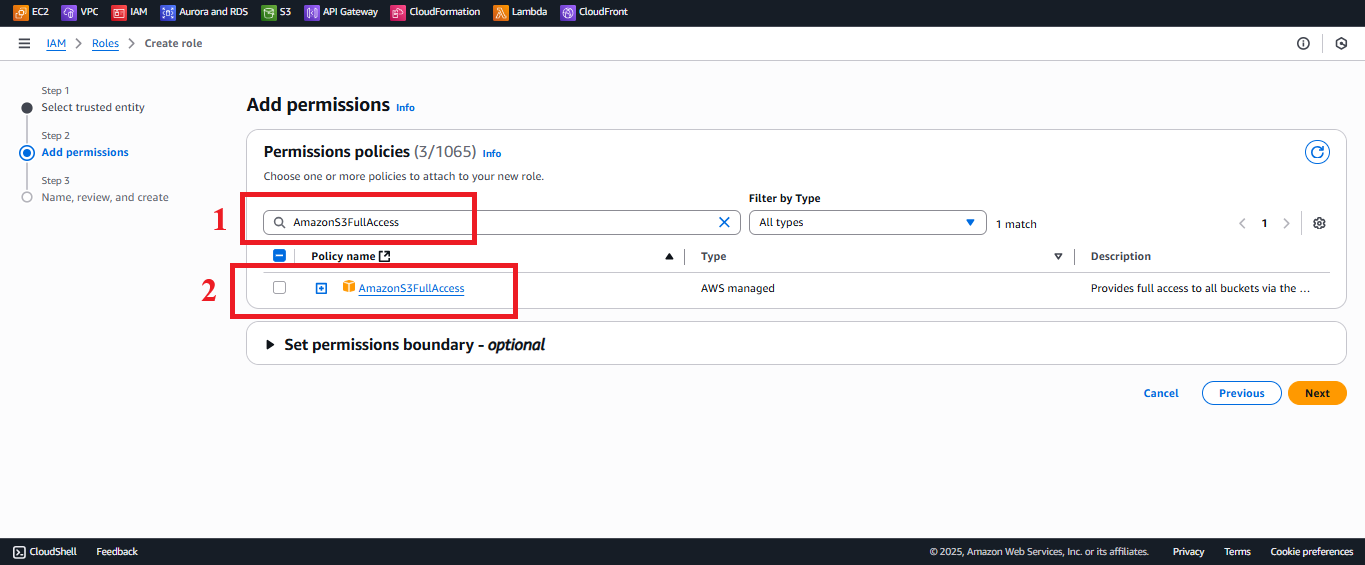 EC2 VPC IAM Aurora and RDS S3 API Gateway CloudFormation Lambda CloudFront
IAM Roles Create role
Step 1
Select trusted entity
Step 2
Add permissions
Step 3
Name, review, and create
Add permissions Info
Permissions policies (3/1065) Info
Choose one or more policies to attach to your new role.
Filter by Type
1 AmazonS3FullAccess All types 1 match 1
Policy name Type Description
2 AmazonS3FullAccess AWS managed Provides full access to all buckets via the ...
Set permissions boundary - optional
Cancel Previous Next
CloudShell Feedback © 2025, Amazon Web Services, Inc. or its affiliates. Privacy Terms Cookie preferences